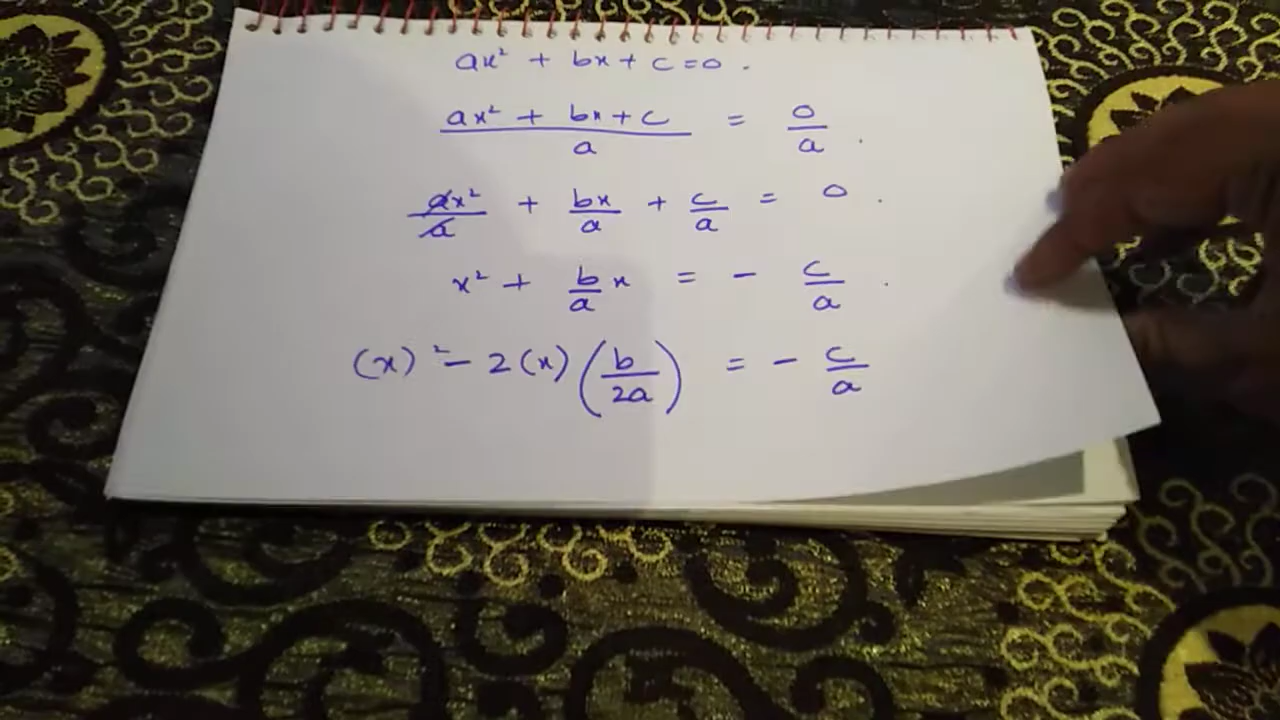 ax² + bx + c = 0 .
ax² + bx + c / a = 0 / a .
ax² / a + bx / a + c / a = 0 .
x² + b / a x = - c / a .
(x)² - 2(x) (b / 2a) = - c / a